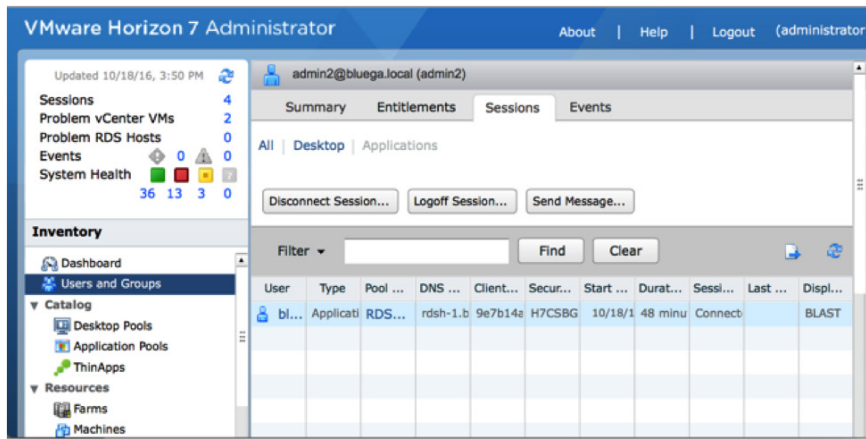 VMware Horizon 7 Administrator
About | Help | Logout (administrator
Updated 10/18/16, 3:50 PM
Sessions 4
Problem vCenter VMs 2
Problem RDS Hosts 0
Events 0 0
System Health
36 13 3 0
Inventory
Dashboard
Users and Groups
Catalog
Desktop Pools
Application Pools
ThinApps
Resources
Farms
Machines
admin2@bluega.local (admin2)
Summary Entitlements Sessions Events
All | Desktop | Applications
Disconnect Session... Logoff Session... Send Message...
Filter Find Clear
User Type Pool ... DNS ... Client... Secur... Start ... Durat... Sessi... Last ... Displ...
bl... Applicati RDS... rdsh-1.b 9e7b14a H7CSBG 10/18/1 48 minu Connect BLAST